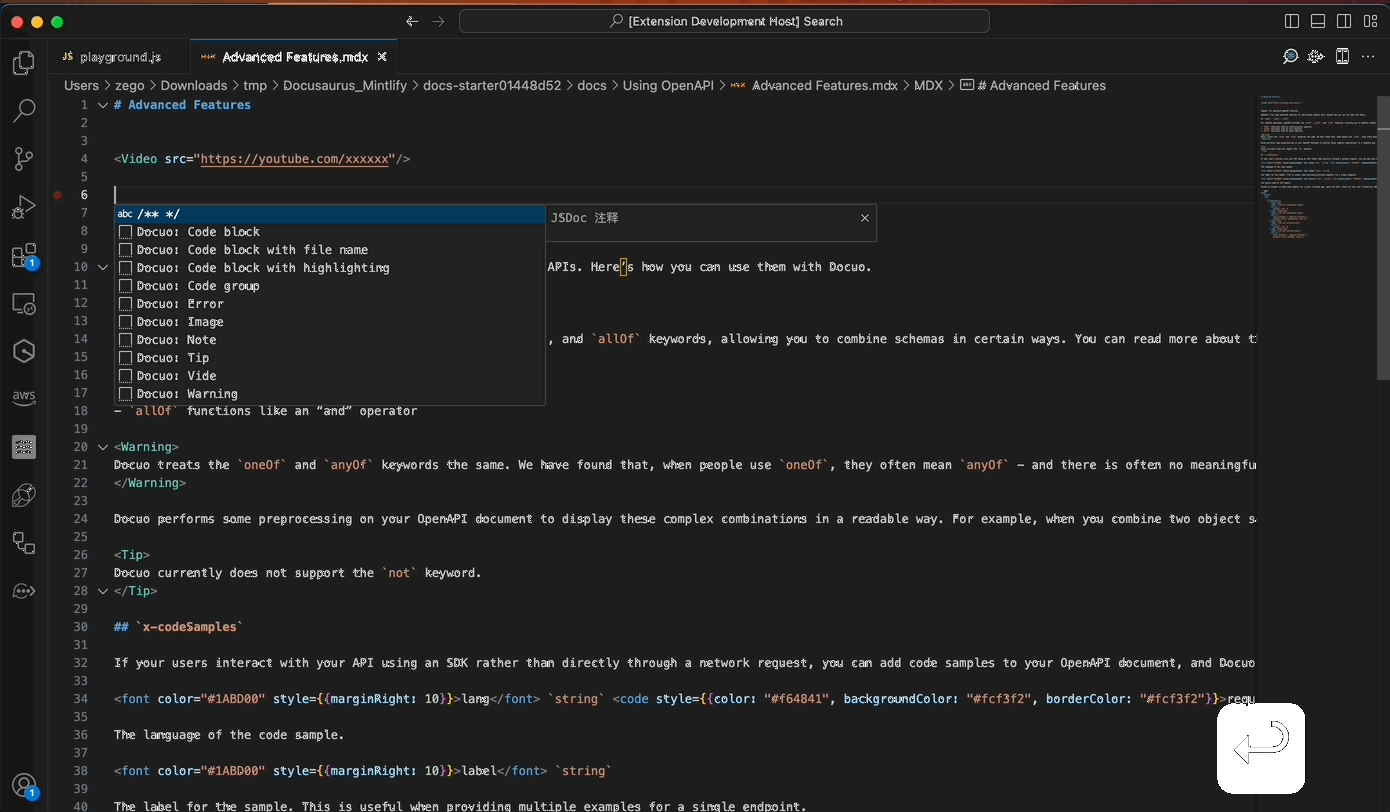 [Extension Development Host] Search
JS playground.js
Advanced Features.mdx
Users > zego > Downloads > tmp > Docusaurus_Mintlify > docs-starter01448d52 > docs > Using OpenAPI > Advanced Features.mdx > MDX > # Advanced Features
1 # Advanced Features
2
3
4 <Video src="https://youtube.com/xxxxxx"/>
5
6
7 abc /** */ JSDoc 注释
8 Docuo: Code block
9 Docuo: Code block with file name
10 Docuo: Code block with highlighting APIs. Here’s how you can use them with Docuo.
11 Docuo: Code group
12 Docuo: Error
13 Docuo: Image
14 Docuo: Note , and `allOf` keywords, allowing you to combine schemas in certain ways. You can read more about t
15 Docuo: Tip
16 Docuo: Vide
17 Docuo: Warning
18 - `allOf` functions like an “and” operator
19
20 <Warning>
21 Docuo treats the `oneOf` and `anyOf` keywords the same. We have found that, when people use `oneOf`, they often mean `anyOf` - and there is often no meaningfu
22 </Warning>
23
24 Docuo performs some preprocessing on your OpenAPI document to display these complex combinations in a readable way. For example, when you combine two object s
25
26 <Tip>
27 Docuo currently does not support the `not` keyword.
28 </Tip>
29
30 ## `x-codeSamples`
31
32 If your users interact with your API using an SDK rather than directly through a network request, you can add code samples to your OpenAPI document, and Docuo
33
34 <font color="#1ABD00" style={{marginRight: 10}}>lang</font> `string` <code style={{color: "#f64841", backgroundColor: "#fcf3f2", borderColor: "#fcf3f2"}}>requ
35
36 The language of the code sample.
37
38 <font color="#1ABD00" style={{marginRight: 10}}>label</font> `string`
39
40 The label for the sample. This is useful when providing multiple examples for a single endpoint.
1
aws
1